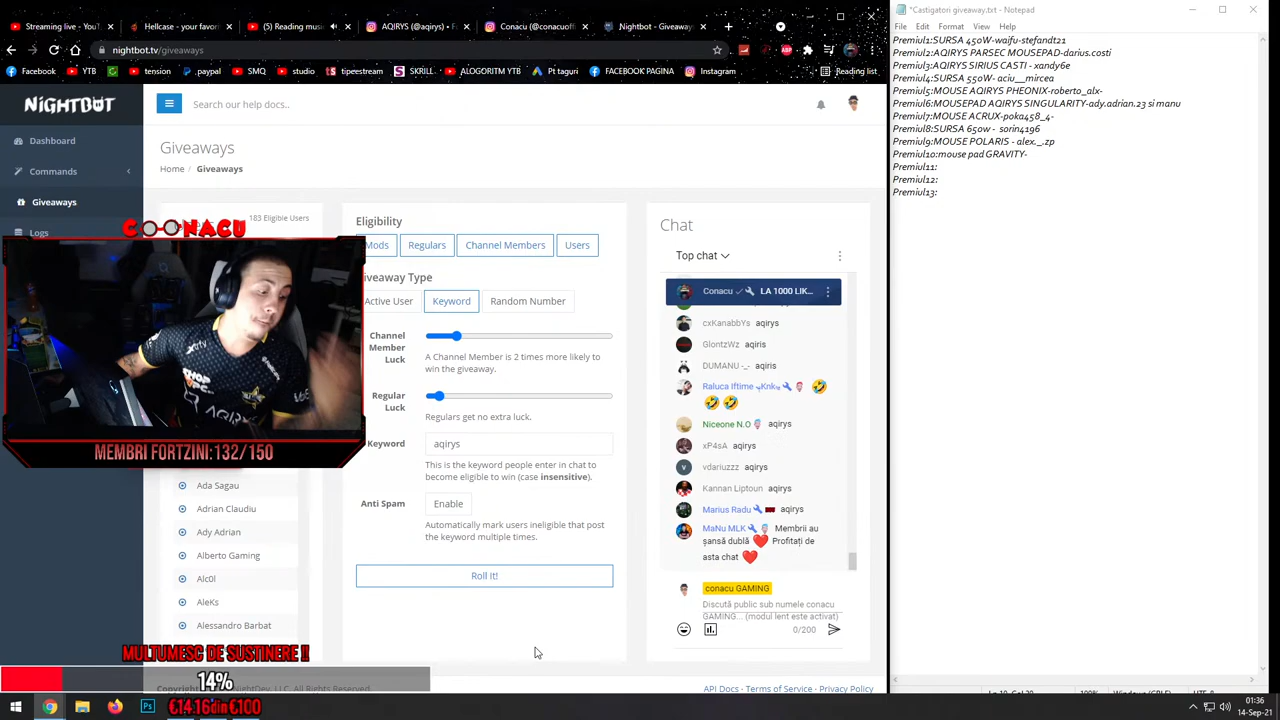 Streaming live - YouTu
Hellcase - your favorit
(5) Reading musi
AQIRYS (@aqirys) •
Conacu (@conacuoffi
Nightbot - Giveaways
nightbot.tv/giveaways
Facebook
YTB
tension
.paypal
SMQ
studio
tipeestream
SKRILL
ALOGORITM YTB
Pt taguri
FACEBOOK PAGINA
Instagram
Reading list
NIGHTBOT
Search our help docs..
Dashboard
Commands
Giveaways
Logs
Giveaways
Home Giveaways
183 Eligible Users
CONACU
MEMBRI FORTZINI:132/150
Ada Sagau
Adrian Claudiu
Ady Adrian
Alberto Gaming
Alc0l
AleKs
Alessandro Barbat
Eligibility
Mods Regulars Channel Members Users
iveaway Type
Active User Keyword Random Number
Channel
Member
Luck
A Channel Member is 2 times more likely to
win the giveaway.
Regular
Luck
Regulars get no extra luck.
Keyword aqirys
This is the keyword people enter in chat to
become eligible to win (case insensitive).
Anti Spam Enable
Automatically mark users ineligible that post
the keyword multiple times.
Roll It!
Chat
Top chat
Conacu LA 1000 LIK...
cxKanabbYs aqirys
GlontzWz aqiris
DUMANU -_- aqiris
Raluca Iftime
Niceone N.O aqirys
xP4sA aqirys
vdariuzzz aqirys
Kannan Liptoun aqirys
Marius Radu aqirys
MaNu MLK Membrii au
șansă dublă ❤ Profitați de
asta chat ❤
conacu GAMING
Discută public sub numele conacu
GAMING... (modul lent este activat)
0/200
MULTUMESC DE SUSTINERE !!
14%
€14.16 din €100
API Docs - Terms of Service - Privacy Policy
*Castigatori giveaway.txt - Notepad
File Edit Format View Help
Premiul1:SURSA 450W-waifu-stefandt21
Premiul2:AQIRYS PARSEC MOUSEPAD-darius.costi
Premiul3:AQIRYS SIRIUS CASTI - xandy6e
Premiul4:SURSA 550W- aciu__mircea
Premiul5:MOUSE AQIRYS PHEONIX-roberto_alx-
Premiul6:MOUSEPAD AQIRYS SINGULARITY-ady.adrian.23 si manu
Premiul7:MOUSE ACRUX-poka458_4-
Premiul8:SURSA 650w - sorin4196
Premiul9:MOUSE POLARIS - alex._.zp
Premiul10:mouse pad GRAVITY-
Premiul11:
Premiul12:
Premiul13:
01:36
14-Sep-21